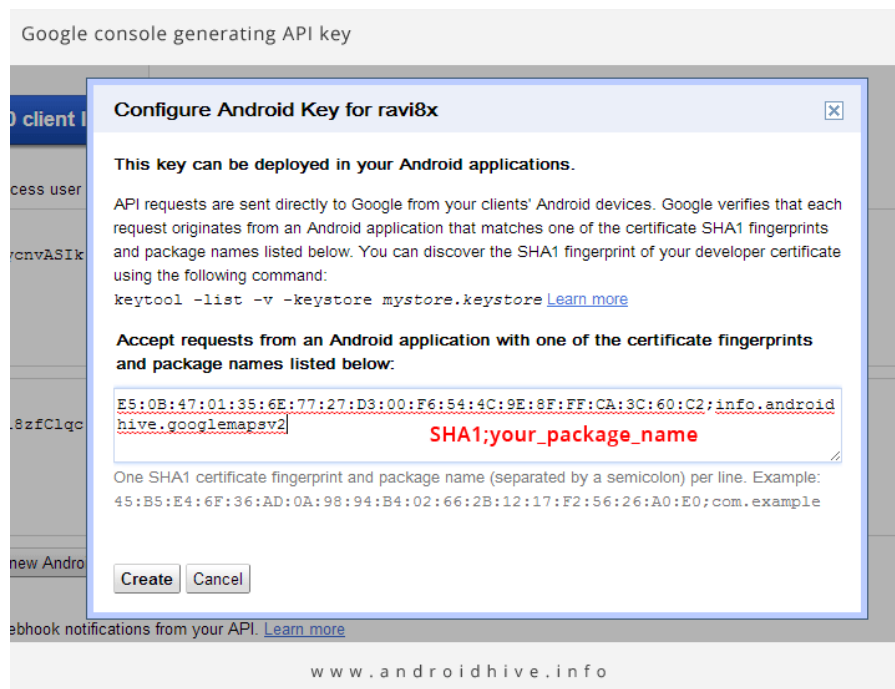 Google console generating API key
0 client I
Configure Android Key for ravi8x
This key can be deployed in your Android applications.
cess user
API requests are sent directly to Google from your clients' Android devices. Google verifies that each
request originates from an Android application that matches one of the certificate SHA1 fingerprints
ycnvASIk
and package names listed below. You can discover the SHA1 fingerprint of your developer certificate
using the following command:
keytool -list -v -keystore mystore.keystore Learn more
Accept requests from an Android application with one of the certificate fingerprints
and package names listed below:
E5:0B:47:01:35:6E:77:27:D3:00:F6:54:4C:9E:8F:FF:CA:3C:60:C2;info.android
hive.googlemapsv2
.8zfClqc
SHA1;your_package_name
One SHA1 certificate fingerprint and package name (separated by a semicolon) per line. Example:
45:B5:E4:6F:36:AD:0A:98:94:B4:02:66:2B:12:17:F2:56:26:A0:E0;com.example
new Andro
Create Cancel
ebhook notifications from your API. Learn more
www.androidhive.info